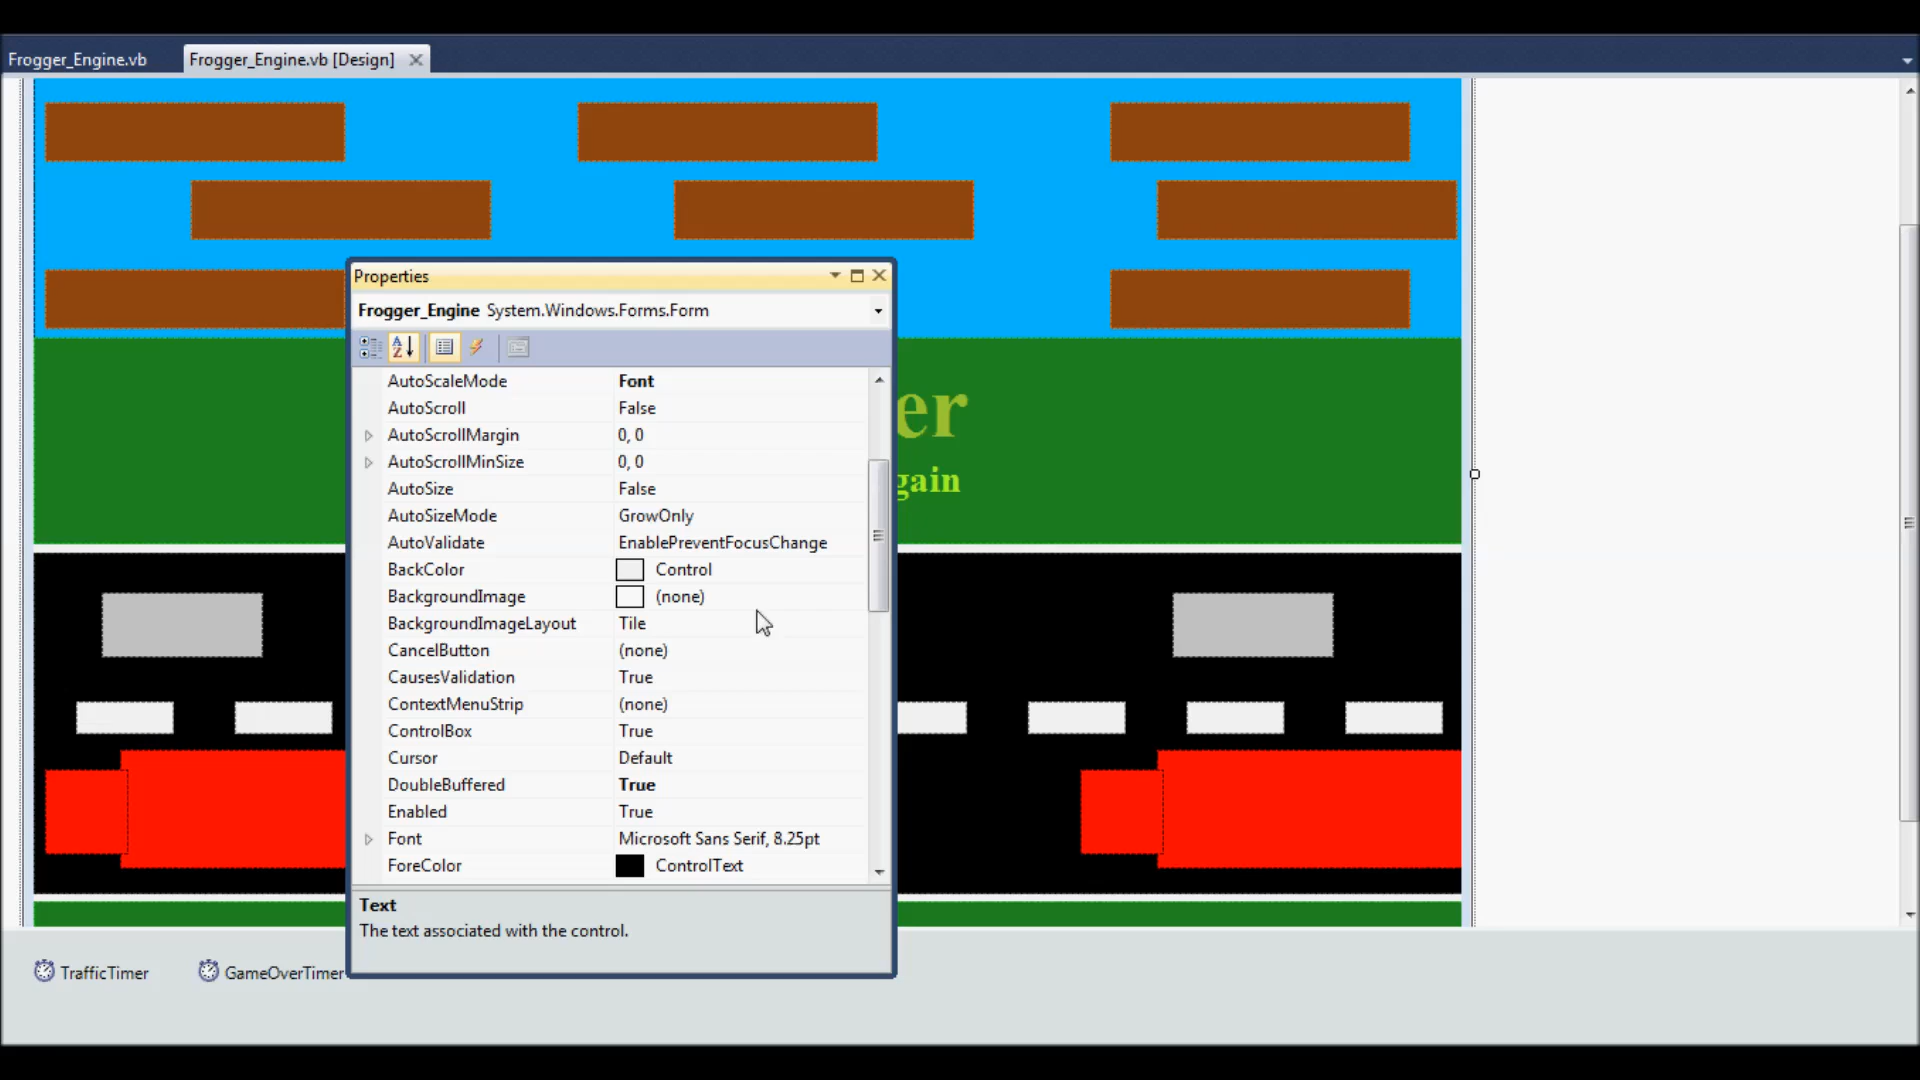 Frogger_Engine.vb
Frogger_Engine.vb [Design]
Properties
Frogger_Engine System.Windows.Forms.Form
AutoScaleMode Font
AutoScroll False
AutoScrollMargin 0, 0
AutoScrollMinSize 0, 0
AutoSize False
AutoSizeMode GrowOnly
AutoValidate EnablePreventFocusChange
BackColor Control
BackgroundImage (none)
BackgroundImageLayout Tile
CancelButton (none)
CausesValidation True
ContextMenuStrip (none)
ControlBox True
Cursor Default
DoubleBuffered True
Enabled True
Font Microsoft Sans Serif, 8.25pt
ForeColor ControlText
Text
The text associated with the control.
er
gain
TrafficTimer
GameOverTimer